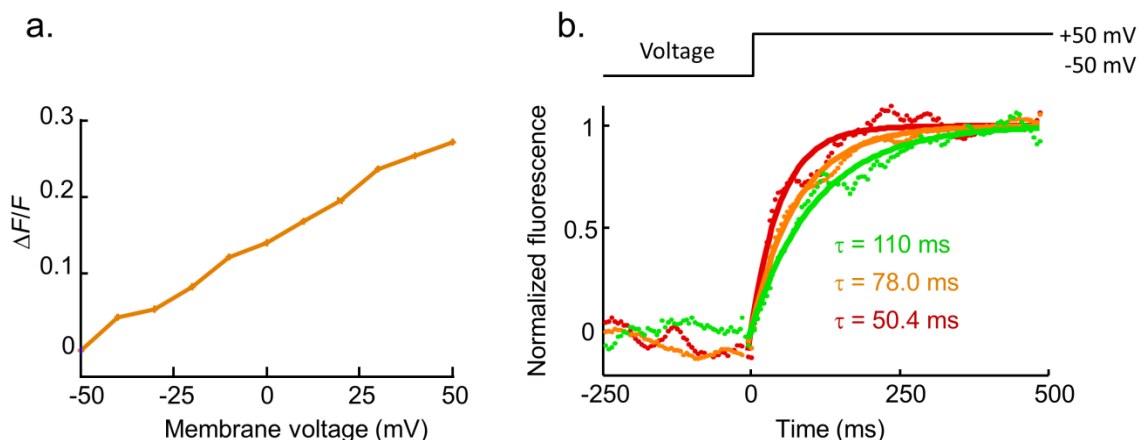 a.
ΔF/F
0.3
0.2
0.1
0
-50
-25
0
25
50
Membrane voltage (mV)
b.
Voltage
+50 mV
-50 mV
Normalized fluorescence
1
0.5
0
τ = 110 ms
τ = 78.0 ms
τ = 50.4 ms
-250
0
250
500
Time (ms)